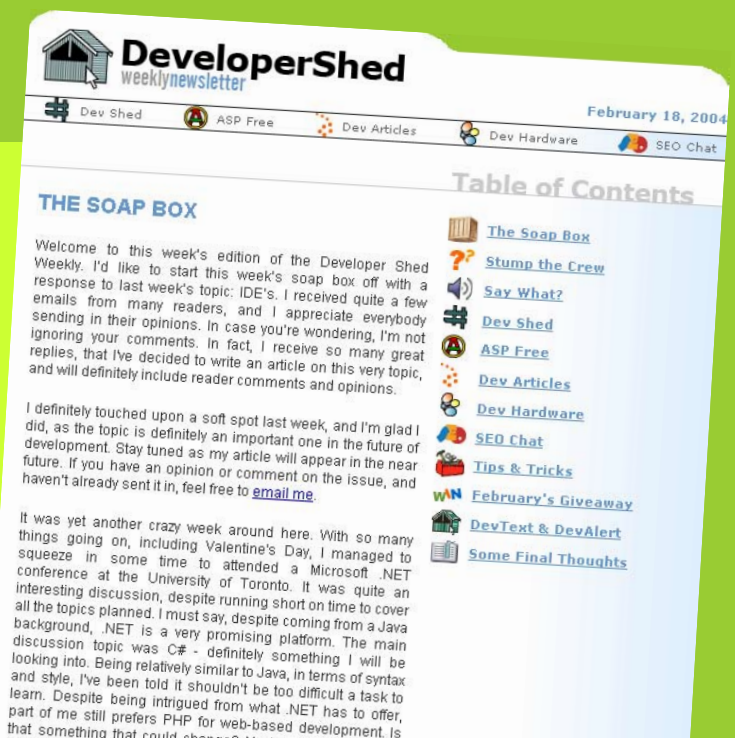 DeveloperShed
weeklynewsletter
February 18, 2004
Dev Shed
ASP Free
Dev Articles
Dev Hardware
SEO Chat
THE SOAP BOX
Welcome to this week's edition of the Developer Shed
Weekly. I'd like to start this week's soap box off with a
response to last week's topic: IDE's. I received quite a few
emails from many readers, and I appreciate everybody
sending in their opinions. In case you're wondering, I'm not
ignoring your comments. In fact, I receive so many great
replies, that I've decided to write an article on this very topic,
and will definitely include reader comments and opinions.
I definitely touched upon a soft spot last week, and I'm glad I
did, as the topic is definitely an important one in the future of
development. Stay tuned as my article will appear in the near
future. If you have an opinion or comment on the issue, and
haven't already sent it in, feel free to email me.
It was yet another crazy week around here. With so many
things going on, including Valentine's Day, I managed to
squeeze in some time to attended a Microsoft .NET
conference at the University of Toronto. It was quite an
interesting discussion, despite running short on time to cover
all the topics planned. I must say, despite coming from a Java
background, .NET is a very promising platform. The main
discussion topic was C# - definitely something I will be
looking into. Being relatively similar to Java, in terms of syntax
and style, I've been told it shouldn't be too difficult a task to
learn. Despite being intrigued from what .NET has to offer,
part of me still prefers PHP for web-based development. Is
that something that could
Table of Contents
The Soap Box
Stump the Crew
Say What?
Dev Shed
ASP Free
Dev Articles
Dev Hardware
SEO Chat
Tips & Tricks
WIN
February's Giveaway
DevText & DevAlert
Some Final Thoughts